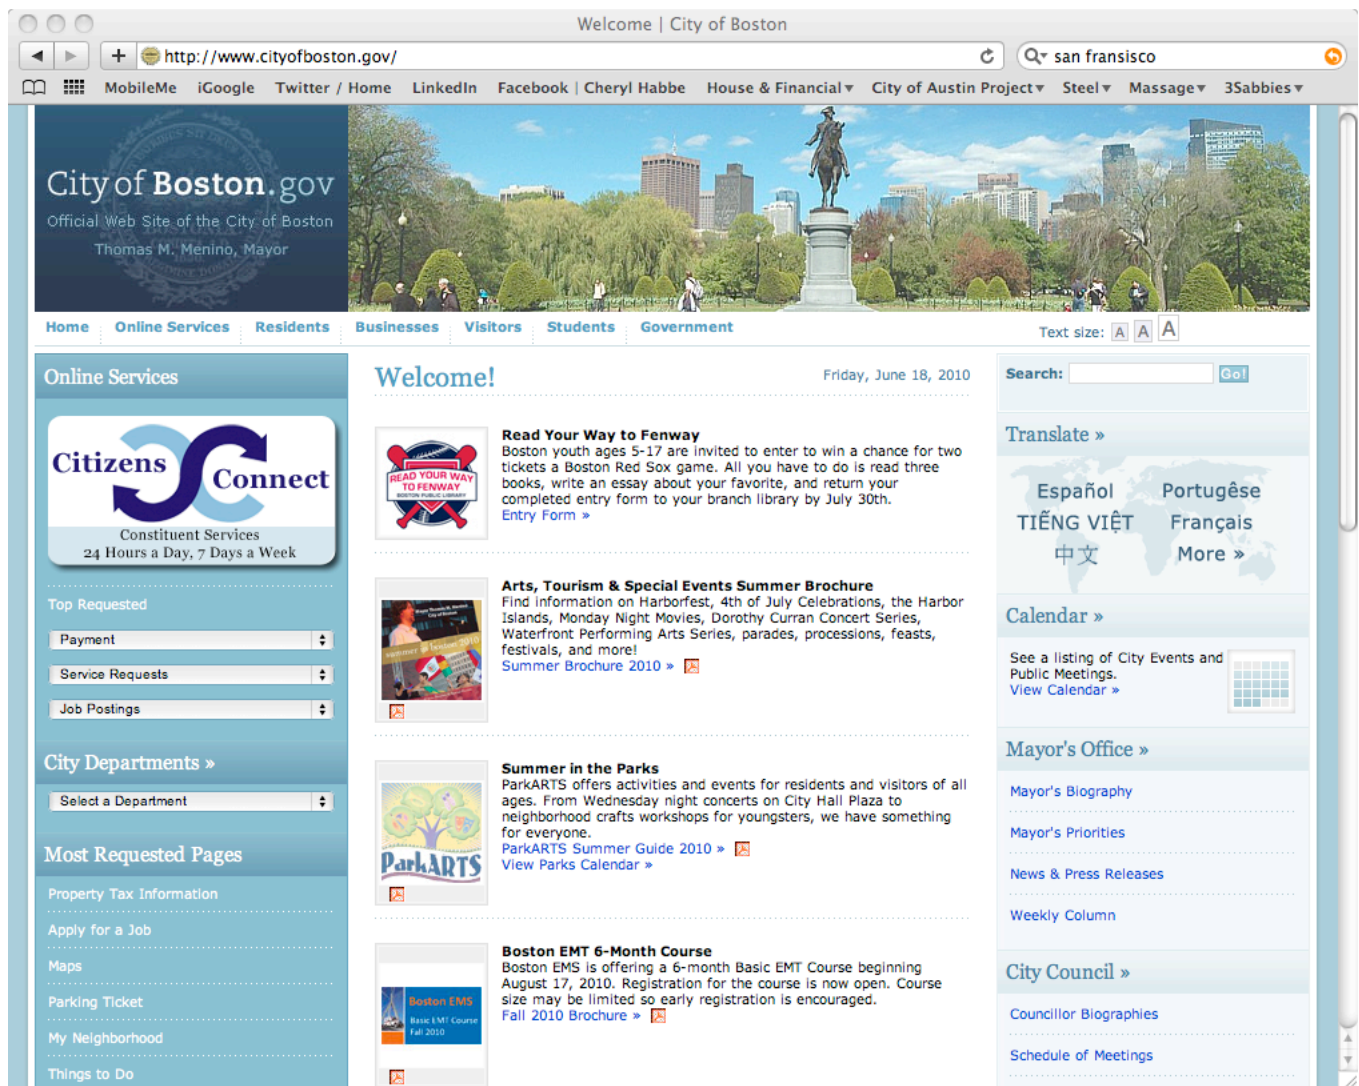 Welcome | City of Boston
http://www.cityofboston.gov/
san fransisco
MobileMe iGoogle Twitter / Home LinkedIn Facebook | Cheryl Habbe House & Financial City of Austin Project Steel Massage 3Sabbies
City of Boston.gov
Official Web Site of the City of Boston
Thomas M. Menino, Mayor
Home Online Services Residents Businesses Visitors Students Government
Text size: A A A
Online Services
Citizens
Connect
Constituent Services
24 Hours a Day, 7 Days a Week
Top Requested
Payment
Service Requests
Job Postings
City Departments »
Select a Department
Most Requested Pages
Property Tax Information
Apply for a Job
Maps
Parking Ticket
My Neighborhood
Things to Do
Welcome!
Friday, June 18, 2010
READ YOUR WAY
TO FENWAY
BOSTON PUBLIC LIBRARY
Read Your Way to Fenway
Boston youth ages 5-17 are invited to enter to win a chance for two
tickets a Boston Red Sox game. All you have to do is read three
books, write an essay about your favorite, and return your
completed entry form to your branch library by July 30th.
Entry Form »
summer @ boston 2010
Arts, Tourism & Special Events Summer Brochure
Find information on Harborfest, 4th of July Celebrations, the Harbor
Islands, Monday Night Movies, Dorothy Curran Concert Series,
Waterfront Performing Arts Series, parades, processions, feasts,
festivals, and more!
Summer Brochure 2010 »
ParkARTS
Summer in the Parks
ParkARTS offers activities and events for residents and visitors of all
ages. From Wednesday night concerts on City Hall Plaza to
neighborhood crafts workshops for youngsters, we have something
for everyone.
ParkARTS Summer Guide 2010 »
View Parks Calendar »
Boston EMS
Basic EMT Course
Fall 2010
Boston EMT 6-Month Course
Boston EMS is offering a 6-month Basic EMT Course beginning
August 17, 2010. Registration for the course is now open. Course
size may be limited so early registration is encouraged.
Fall 2010 Brochure »
Search: Go!
Translate »
Español Portugêse
TIẾNG VIỆT Français
中文 More »
Calendar »
See a listing of City Events and
Public Meetings.
View Calendar »
Mayor's Office »
Mayor's Biography
Mayor's Priorities
News & Press Releases
Weekly Column
City Council »
Councillor Biographies
Schedule of Meetings